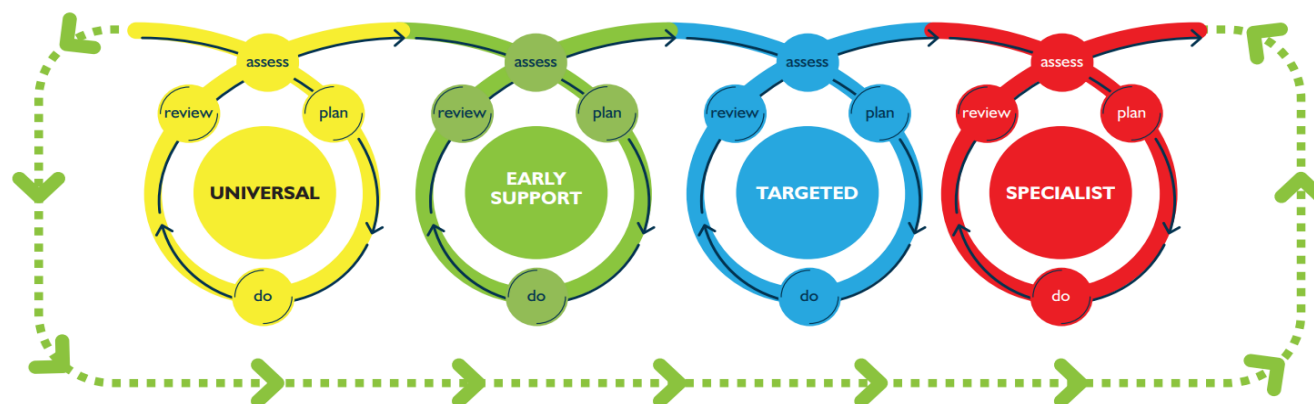 assess
review
plan
UNIVERSAL
do
assess
review
plan
EARLY
SUPPORT
do
assess
review
plan
TARGETED
do
assess
review
plan
SPECIALIST
do